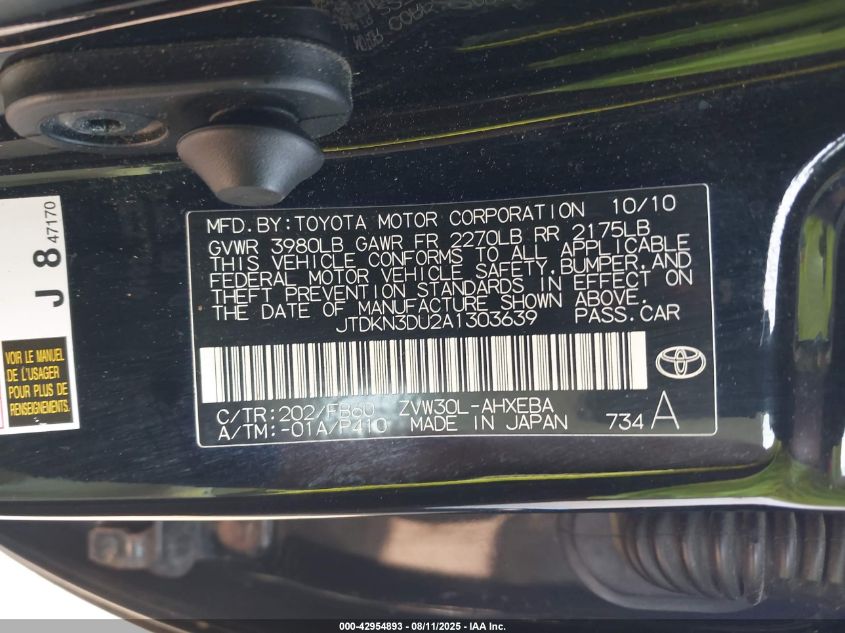 MFD. BY: TOYOTA MOTOR CORPORATION 10/10
GVWR 3980LB GAWR FR 2270LB RR 2175LB
THIS VEHICLE CONFORMS TO ALL APPLICABLE
FEDERAL MOTOR VEHICLE SAFETY, BUMPER, AND
THEFT PREVENTION STANDARDS IN EFFECT ON
THE DATE OF MANUFACTURE SHOWN ABOVE.
JTDKN3DU2A1303639 PASS. CAR
C/TR: 202/FB60 ZVW30L-AHXEBA
A/TM: -01A/P410 MADE IN JAPAN 734 A
J 8 47170
VOIR LE MANUEL
DE L'USAGER
POUR PLUS DE
RENSEIGNEMENTS.
000-42954893 - 08/11/2025 - IAA Inc.